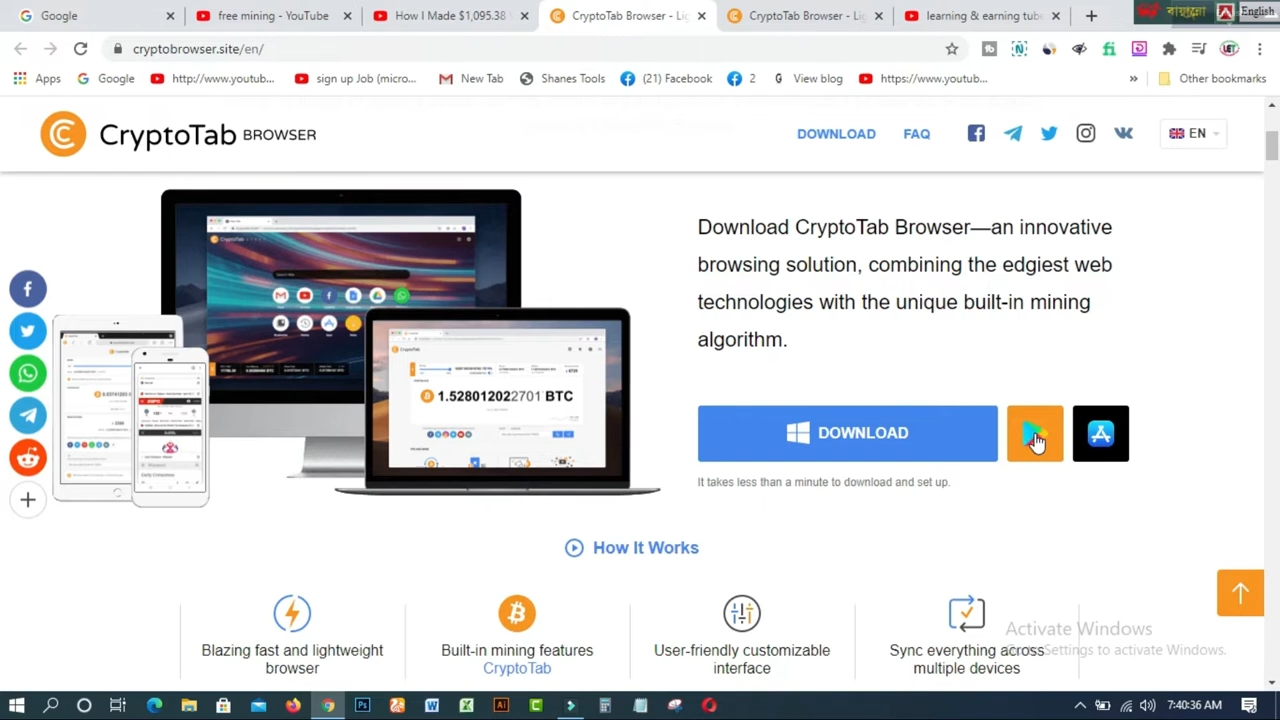 Google
free mining - YouTube
How I Made
CryptoTab Browser - Li
CryptoTab Browser - Li
learning & earning tube
English
cryptobrowser.site/en/
Apps
Google
http://www.youtub...
sign up Job (micro...
New Tab
Shanes Tools
(21) Facebook
2
View blog
https://www.youtub...
Other bookmarks
CryptoTab BROWSER
DOWNLOAD
FAQ
EN
Download CryptoTab Browser—an innovative
browsing solution, combining the edgiest web
technologies with the unique built-in mining
algorithm.
1.528012022701 BTC
DOWNLOAD
It takes less than a minute to download and set up.
How It Works
Blazing fast and lightweight
browser
Built-in mining features
CryptoTab
User-friendly customizable
interface
Sync everything across
multiple devices
Activate Windows
Go to Settings to activate Windows.
7:40:36 AM